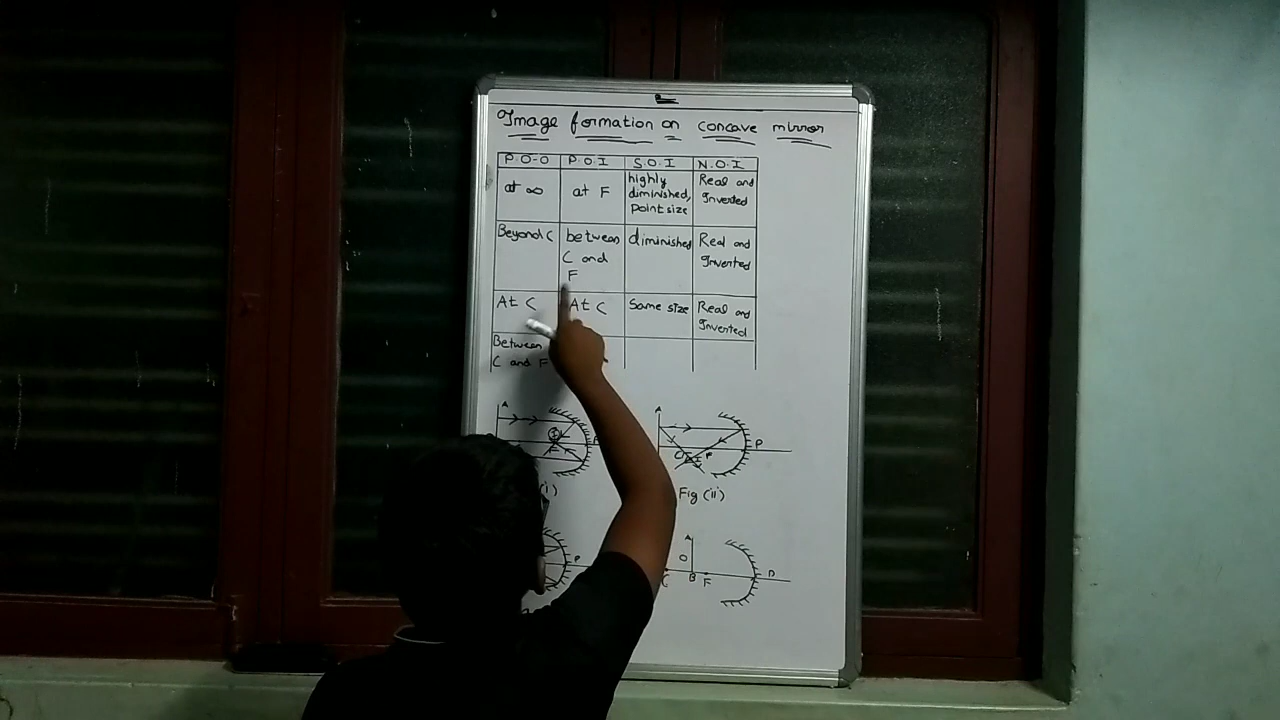 Image formation on concave mirror
P.O.O P.O.I S.O.I N.O.I
at ∞ at F highly diminished, point size Real and Inverted
Beyond C between C and F diminished Real and Inverted
At C At C Same size Real and Inverted
Between C and F
A
P
(i)
A
C F P
Fig (ii)
P
A
O
C B F P